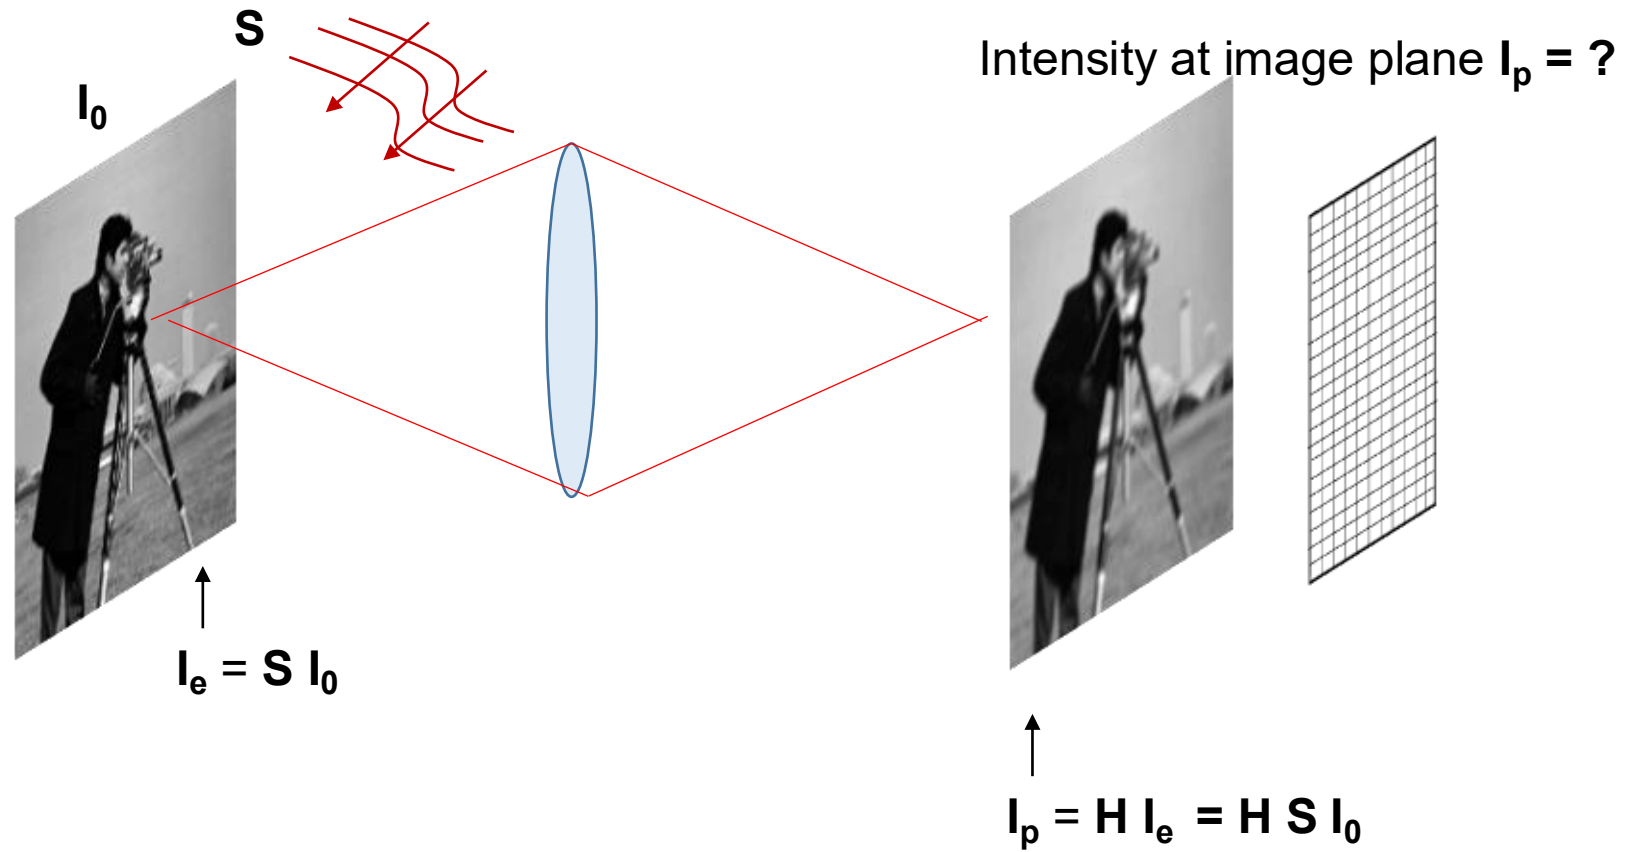 S
Intensity at image plane Iₚ = ?
I₀
Iₑ = S I₀
Iₚ = H Iₑ = H S I₀